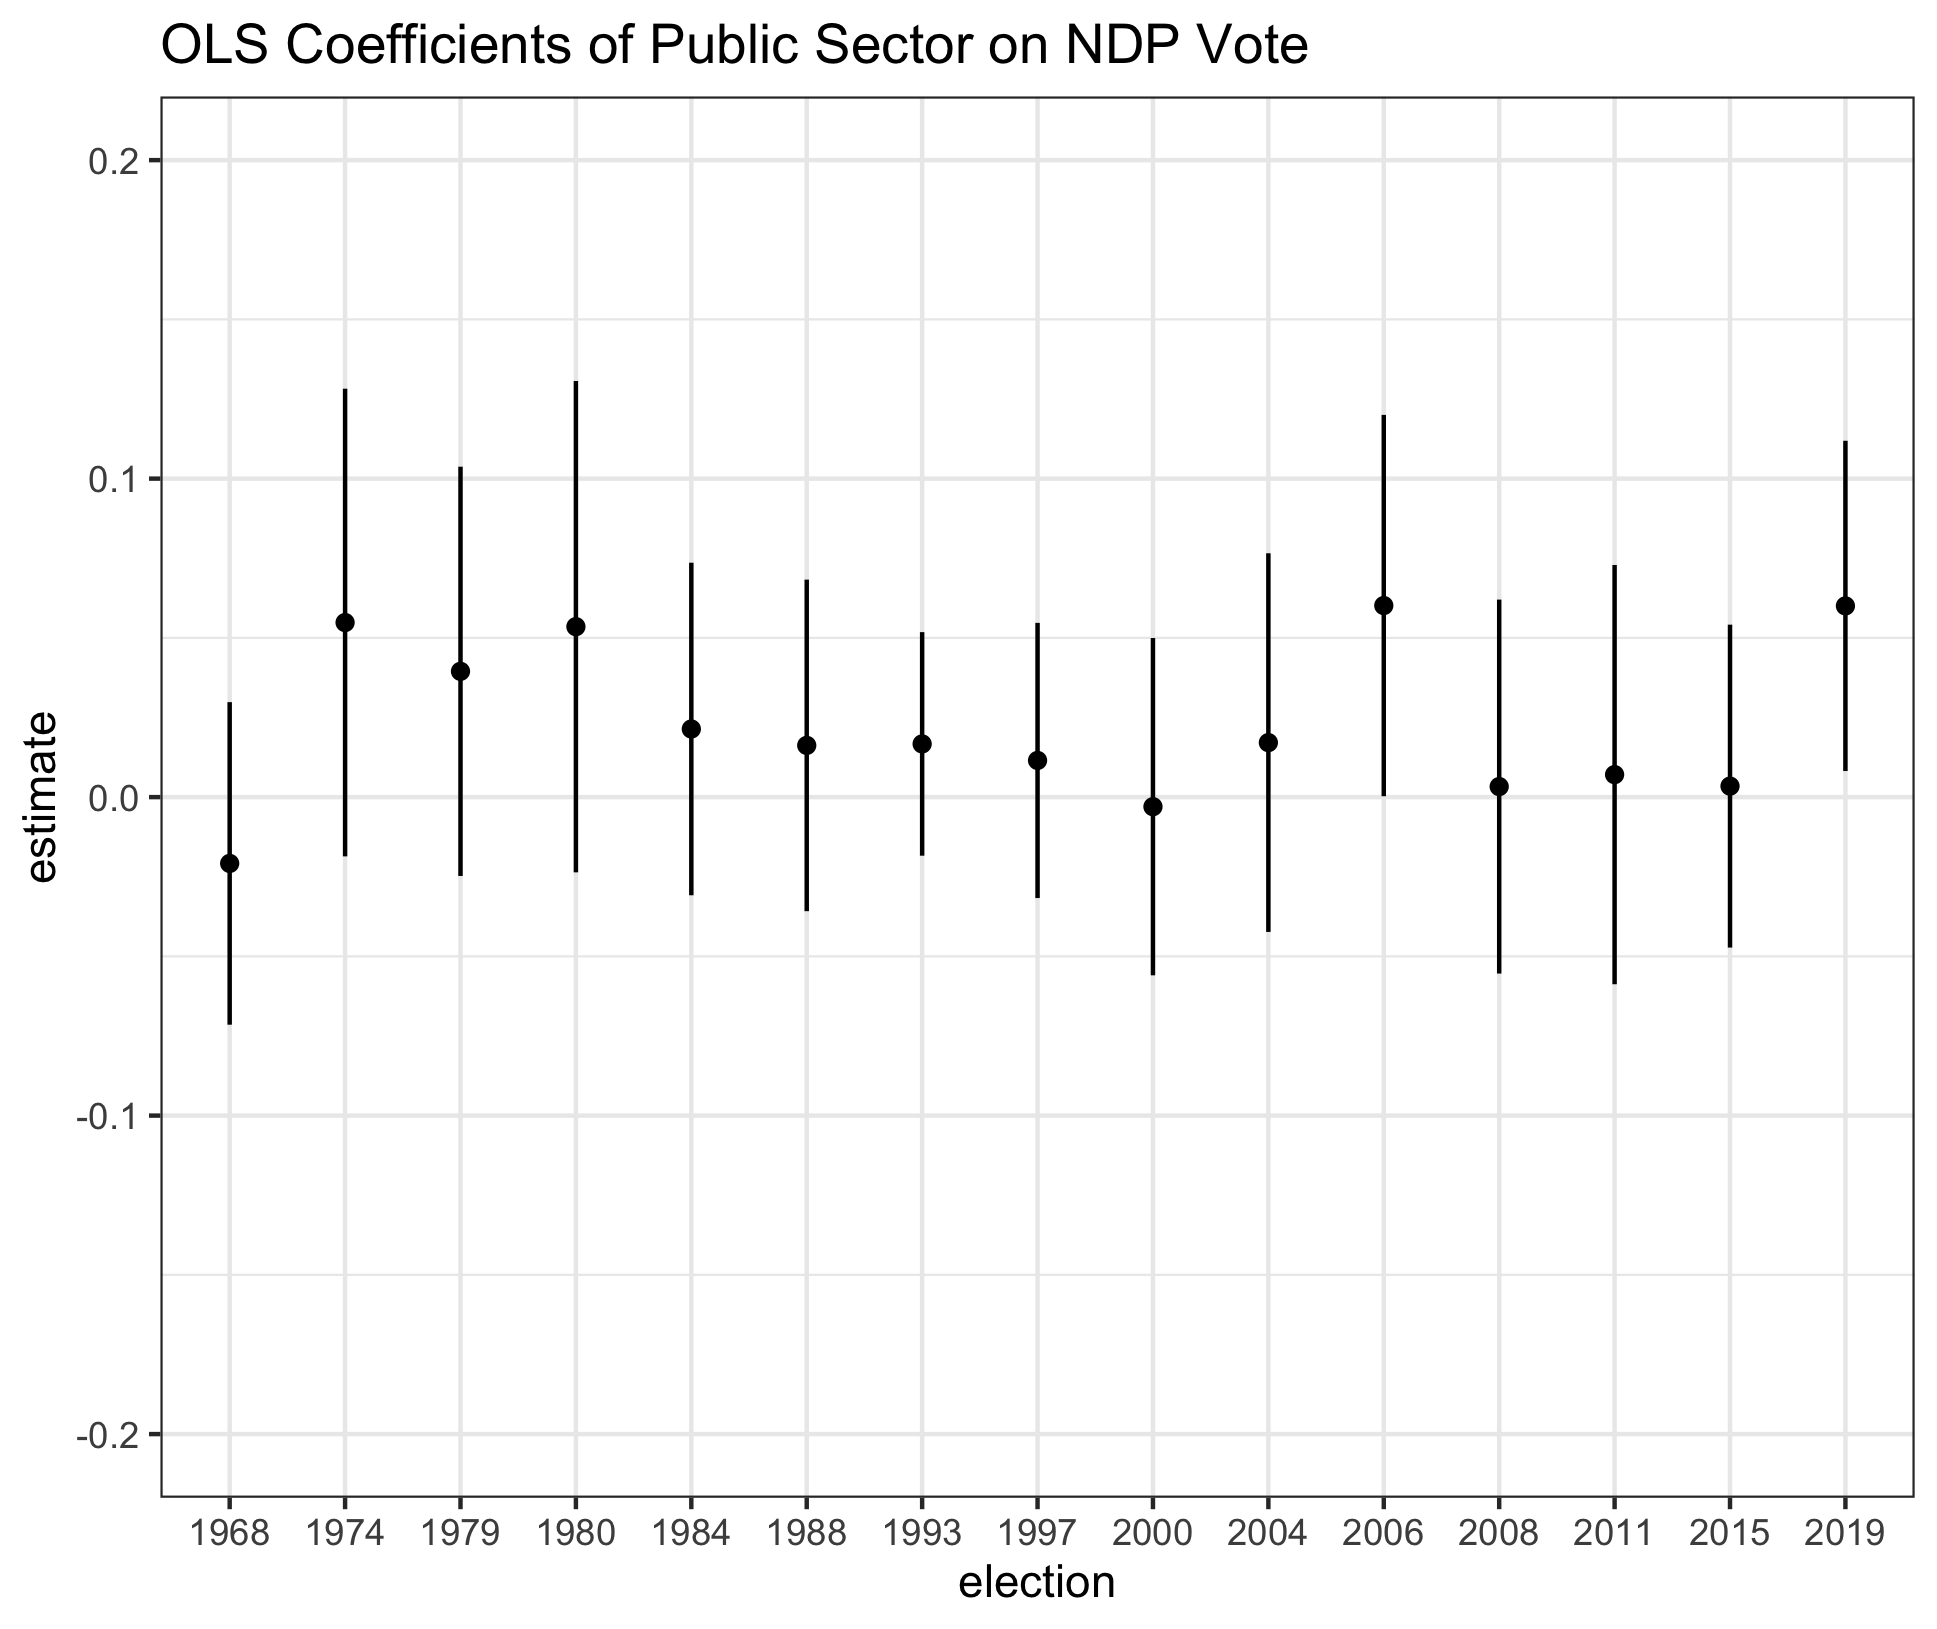 OLS Coefficients of Public Sector on NDP Vote
0.2
0.1
0.0
-0.1
-0.2
estimate
1968 1974 1979 1980 1984 1988 1993 1997 2000 2004 2006 2008 2011 2015 2019
election